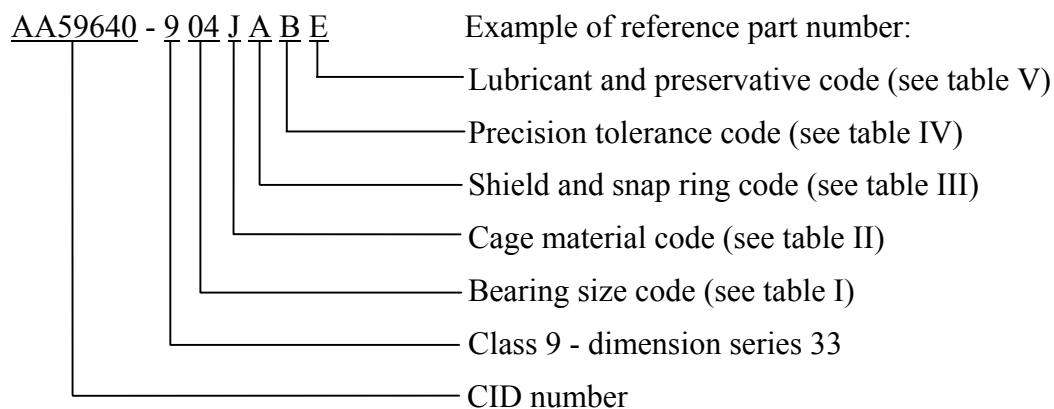 AA59640 - 9 04 J A B E Example of reference part number:
Lubricant and preservative code (see table V)
Precision tolerance code (see table IV)
Shield and snap ring code (see table III)
Cage material code (see table II)
Bearing size code (see table I)
Class 9 - dimension series 33
CID number